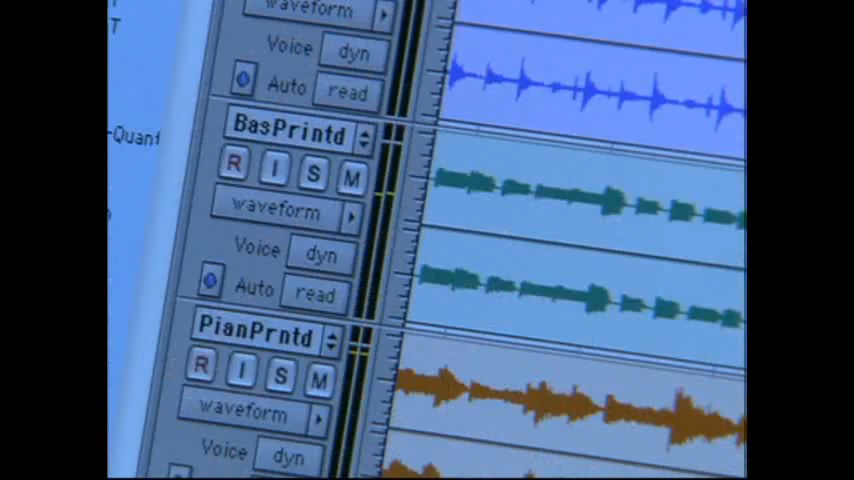 waveform
Voice dyn
Auto read
-Quant
BasPrintd
R I S M
waveform
Voice dyn
Auto read
PianPrntd
R I S M
waveform
Voice dyn